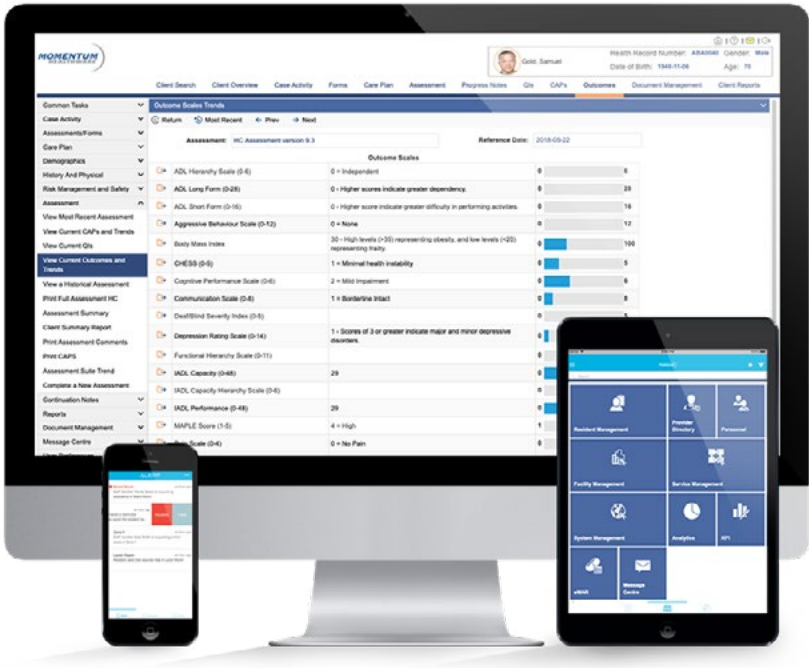 MOMENTUM
HEALTHWARE
Gold, Samuel
Health Record Number: ABA0040 Gender: Male
Date of Birth: 1940-11-06 Age: 78
Client Search Client Overview Case Activity Forms Care Plan Assessment Progress Notes QIs CAPs Outcomes Document Management Client Reports
Common Tasks
Case Activity
Assessments/Forms
Care Plan
Demographics
History And Physical
Risk Management and Safety
Assessment
View Most Recent Assessment
View Current CAPs and Trends
View Current QIs
View Current Outcomes and
Trends
View a Historical Assessment
Print Full Assessment HC
Assessment Summary
Client Summary Report
Print Assessment Comments
Print CAPS
Assessment Suite Trend
Complete a New Assessment
Continuation Notes
Reports
Document Management
Message Centre
Outcome Scales Trends
Return Most Recent Prev Next
Assessment: HC Assessment version 9.3 Reference Date: 2018-09-22
Outcome Scales
ADL Hierarchy Scale (0-6) 0 = Independent 0 6
ADL Long Form (0-28) 0 - Higher scores indicate greater dependency. 0 28
ADL Short Form (0-16) 0 - Higher score indicate greater difficulty in performing activities. 0 16
Aggressive Behaviour Scale (0-12) 0 = None 0 12
Body Mass Index 30 - High levels (>30) representing obesity, and low levels (<20)
representing frailty. 0 100
CHESS (0-5) 1 = Minimal health instability 0 5
Cognitive Performance Scale (0-6) 2 = Mild Impairment 0 6
Communication Scale (0-8) 1 = Borderline Intact 0 8
Deaf/Blind Severity Index (0-5) 0 5
Depression Rating Scale (0-14) 1 - Scores of 3 or greater indicate major and minor depressive
disorders. 0
Functional Hierarchy Scale (0-11) 0
IADL Capacity (0-48) 29 0
IADL Capacity Hierarchy Scale (0-6) 0
IADL Performance (0-48) 29 0
MAPLE Score (1-5) 4 = High 1
Pain Scale (0-4) 0 = No Pain 0
Resident Management
Provider
Directory
Personnel
Facility Management
Service Management
System Management
Analytics
KPI
eMAR
Message
Centre